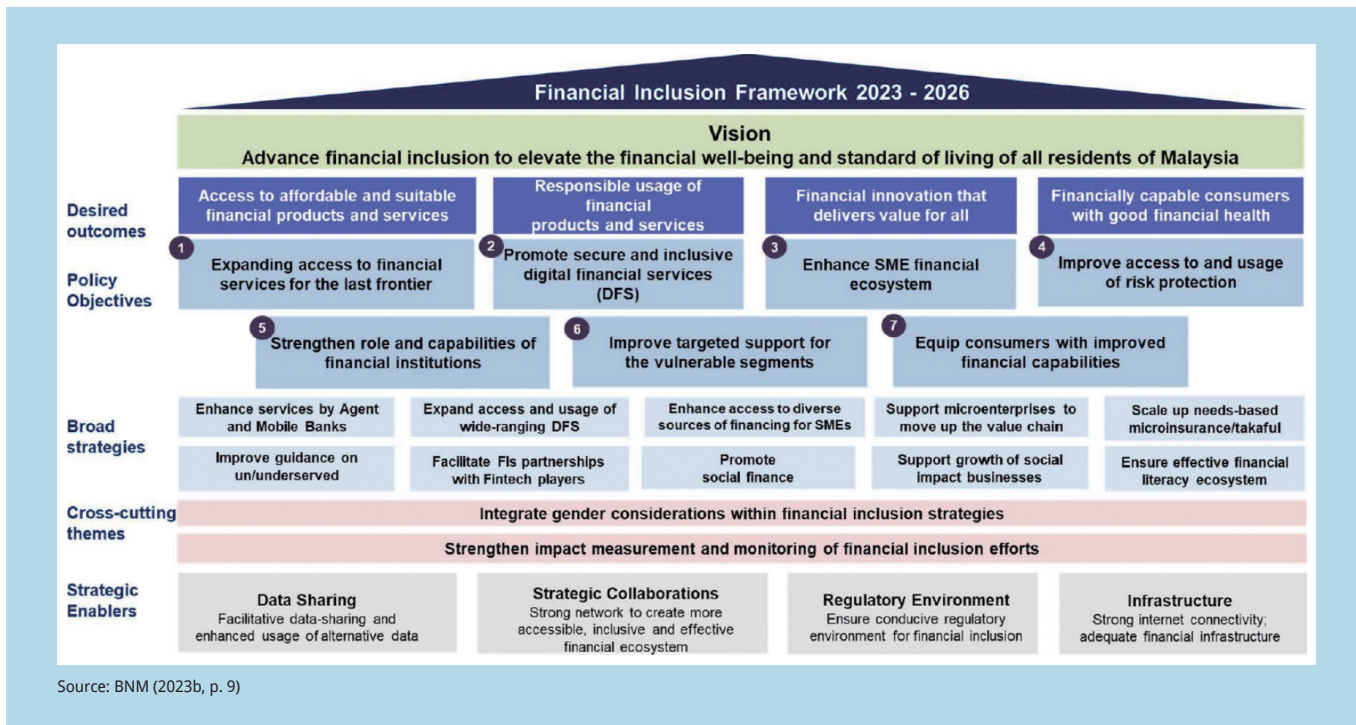 Financial Inclusion Framework 2023 - 2026
Vision
Advance financial inclusion to elevate the financial well-being and standard of living of all residents of Malaysia
Desired
outcomes
Access to affordable and suitable
financial products and services
Responsible usage of
financial
products and services
Financial innovation that
delivers value for all
Financially capable consumers
with good financial health
Policy
Objectives
1
Expanding access to financial
services for the last frontier
2
Promote secure and inclusive
digital financial services
(DFS)
3
Enhance SME financial
ecosystem
4
Improve access to and usage
of risk protection
5
Strengthen role and capabilities of
financial institutions
6
Improve targeted support for
the vulnerable segments
7
Equip consumers with improved
financial capabilities
Broad
strategies
Enhance services by Agent
and Mobile Banks
Expand access and usage of
wide-ranging DFS
Enhance access to diverse
sources of financing for SMEs
Support microenterprises to
move up the value chain
Scale up needs-based
microinsurance/takaful
Improve guidance on
un/underserved
Facilitate FIs partnerships
with Fintech players
Promote
social finance
Support growth of social
impact businesses
Ensure effective financial
literacy ecosystem
Cross-cutting
themes
Integrate gender considerations within financial inclusion strategies
Strengthen impact measurement and monitoring of financial inclusion efforts
Strategic
Enablers
Data Sharing
Facilitative data-sharing and
enhanced usage of alternative data
Strategic Collaborations
Strong network to create more
accessible, inclusive and effective
financial ecosystem
Regulatory Environment
Ensure conducive regulatory
environment for financial inclusion
Infrastructure
Strong internet connectivity;
adequate financial infrastructure
Source: BNM (2023b, p. 9)